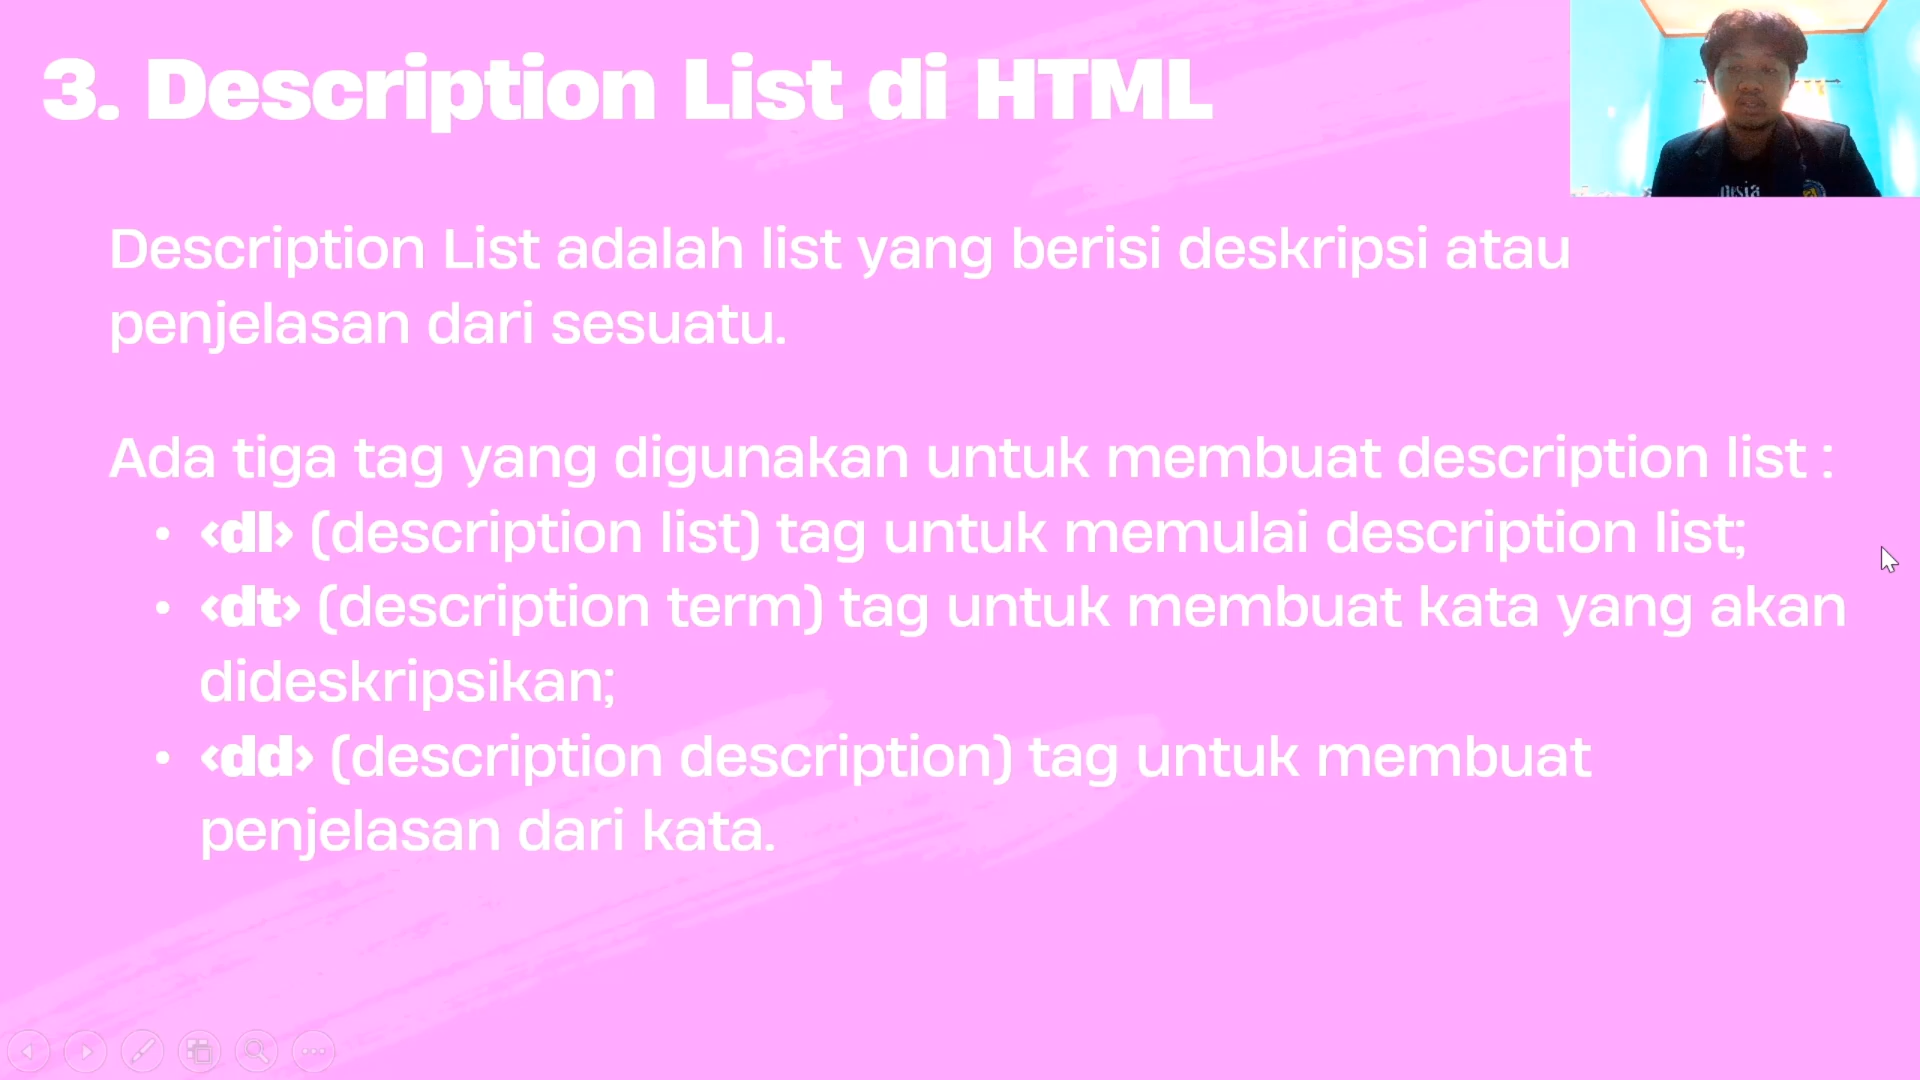 3. Description List di HTML
Description List adalah list yang berisi deskripsi atau
penjelasan dari sesuatu.
Ada tiga tag yang digunakan untuk membuat description list :
• <dl> (description list) tag untuk memulai description list;
• <dt> (description term) tag untuk membuat kata yang akan
dideskripsikan;
• <dd> (description description) tag untuk membuat
penjelasan dari kata.